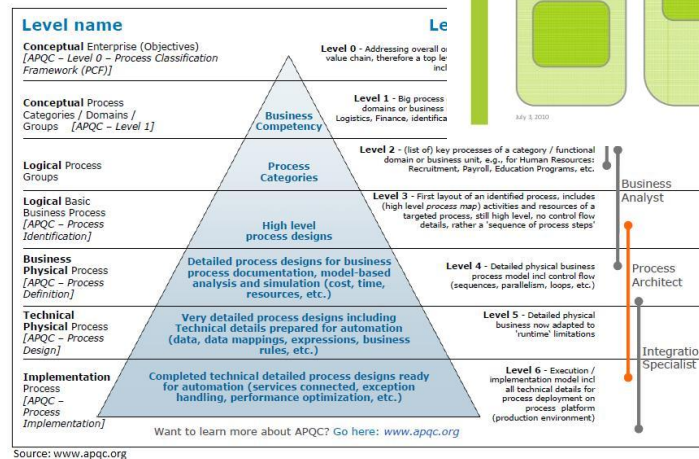 Level name
Le
Conceptual Enterprise (Objectives)
[APQC – Level 0 – Process Classification
Framework (PCF)]
Level 0 - Addressing overall
value chain, therefore a top
July 3, 2010
Conceptual Process
Categories / Domains /
Groups [APQC – Level 1]
Business
Competency
Level 1 - Big process
domains or business
Logistics, Finance,
Logical Process
Groups
Process
Categories
Level 2 - (list of) key processes of a category / functional
domain or business unit, e.g., for Human Resources:
Recruitment, Payroll, Education Programs, etc.
Business
Analyst
Logical Basic
Business Process
[APQC – Process
Identification]
High level
process designs
Level 3 - First layout of an identified process, includes
(high level process map) activities and resources of a
targeted process, still high level, no control flow
details, rather a 'sequence of process steps'
Business
Physical Process
[APQC – Process
Definition]
Detailed process designs for business
process documentation, model-based
analysis and simulation (cost, time,
resources, etc.)
Level 4 - Detailed physical business
process model incl control flow
(sequences, parallelism, loops, etc.)
Process
Architect
Technical
Physical Process
[APQC – Process
Design]
Very detailed process designs including
Technical details prepared for automation
(data, data mappings, expressions, business
rules, etc.)
Level 5 - Detailed physical
business now adapted to
'runtime' limitations
Integratio
Specialist
Implementation
Process
[APQC –
Process
Implementation]
Completed technical detailed process designs ready
for automation (services connected, exception
handling, performance optimization, etc.)
Level 6 - Execution /
implementation model incl
all technical details for
process deployment on
process platform
(production environment)
Want to learn more about APQC? Go here: www.apqc.org
Source: www.apqc.org